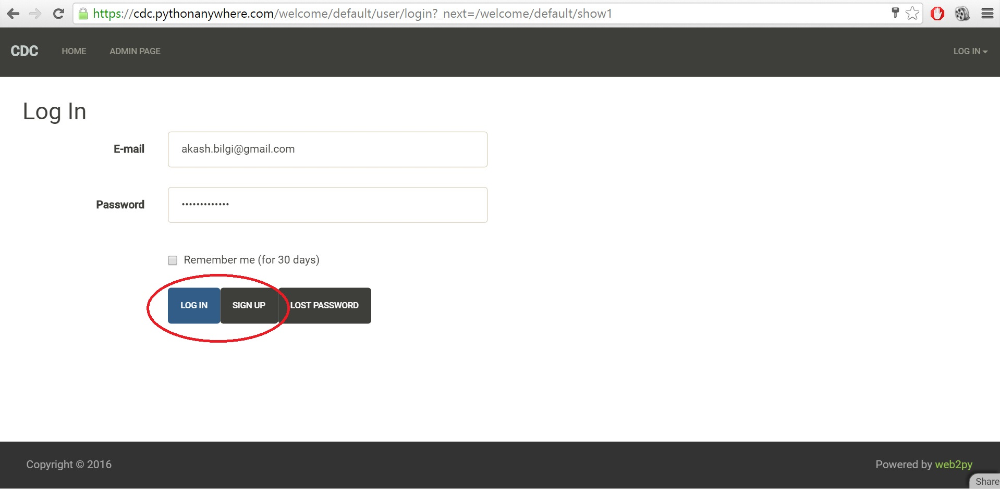 https://cdc.pythonanywhere.com/welcome/default/user/login?_next=/welcome/default/show1
CDC HOME ADMIN PAGE LOG IN
Log In
E-mail akash.bilgi@gmail.com
Password •••••••••••••
Remember me (for 30 days)
LOG IN SIGN UP LOST PASSWORD
Copyright © 2016 Powered by web2py
Share